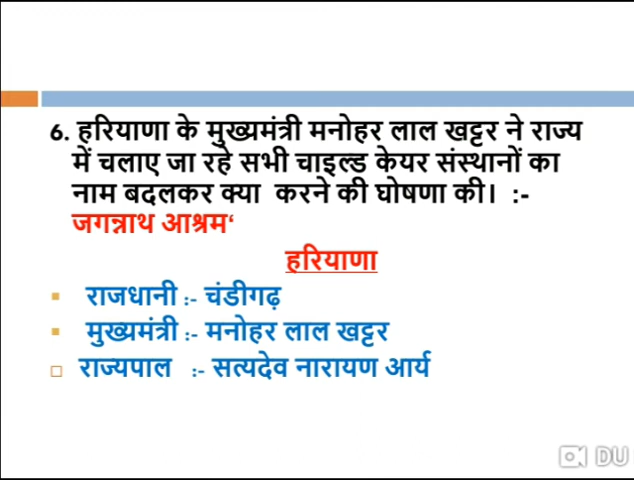 6. हरियाणा के मुख्यमंत्री मनोहर लाल खट्टर ने राज्य
में चलाए जा रहे सभी चाइल्ड केयर संस्थानों का
नाम बदलकर क्या करने की घोषणा की। :-
जगन्नाथ आश्रम‘
हरियाणा
राजधानी :- चंडीगढ़
मुख्यमंत्री :- मनोहर लाल खट्टर
राज्यपाल :- सत्यदेव नारायण आर्य
DU